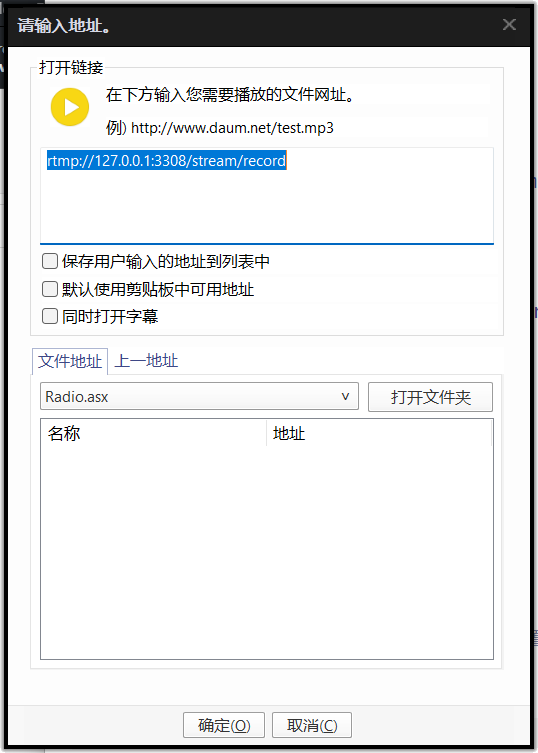 请输入地址。
打开链接
在下方输入您需要播放的文件网址。
例) http://www.daum.net/test.mp3
rtmp://127.0.0.1:3308/stream/record
保存用户输入的地址到列表中
默认使用剪贴板中可用地址
同时打开字幕
文件地址 上一地址
Radio.asx
打开文件夹
名称 地址
确定(O) 取消(C)